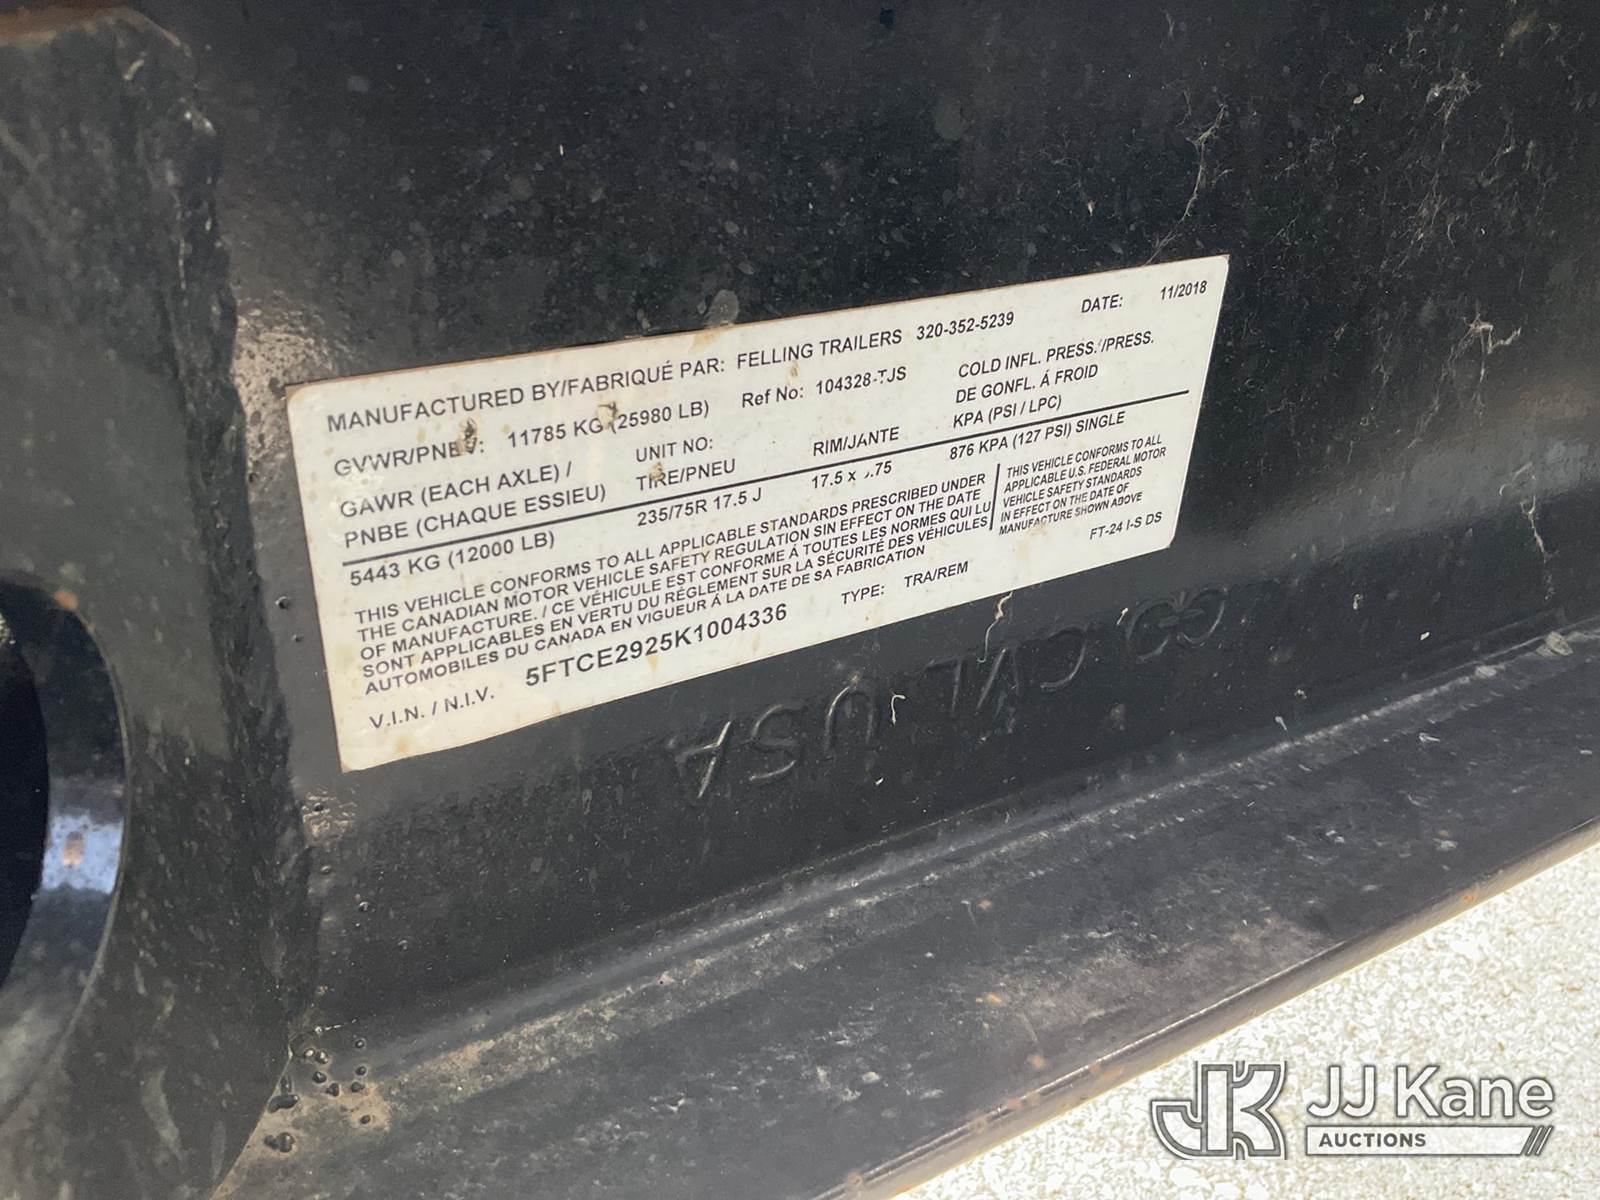 MANUFACTURED BY/FABRIQUÉ PAR: FELLING TRAILERS 320-352-5239 DATE: 11/2018
GVWR/PNBV: 11785 KG (25980 LB) Ref No: 104328-TJS COLD INFL. PRESS./PRESS.
GAWR (EACH AXLE) / UNIT NO: DE GONFL. Á FROID
PNBE (CHAQUE ESSIEU) TIRE/PNEU RIM/JANTE KPA (PSI / LPC)
5443 KG (12000 LB) 235/75R 17.5 J 17.5 x 876 KPA (127 PSI) SINGLE
THIS VEHICLE CONFORMS TO ALL APPLICABLE STANDARDS PRESCRIBED UNDER
THE CANADIAN MOTOR VEHICLE SAFETY REGULATION SIN EFFECT ON THE DATE
OF MANUFACTURE. / CE VÉHICULE EST CONFORME Á TOUTES LES NORMES QUI LU
SONT APPLICABLES EN VERTU DU RÉGLEMENT SUR LA SÉCURITÉ DES VÉHICULES
AUTOMOBILES DU CANADA EN VIGUEUR Á LA DATE DE SA FABRICATION
THIS VEHICLE CONFORMS TO ALL
APPLICABLE U.S. FEDERAL MOTOR
VEHICLE SAFETY STANDARDS
IN EFFECT ON THE DATE OF
MANUFACTURE SHOWN ABOVE
V.I.N. / N.I.V. 5FTCE2925K1004336 TYPE: TRA/REM FT-24 I-S DS
USA
JJ Kane
AUCTIONS